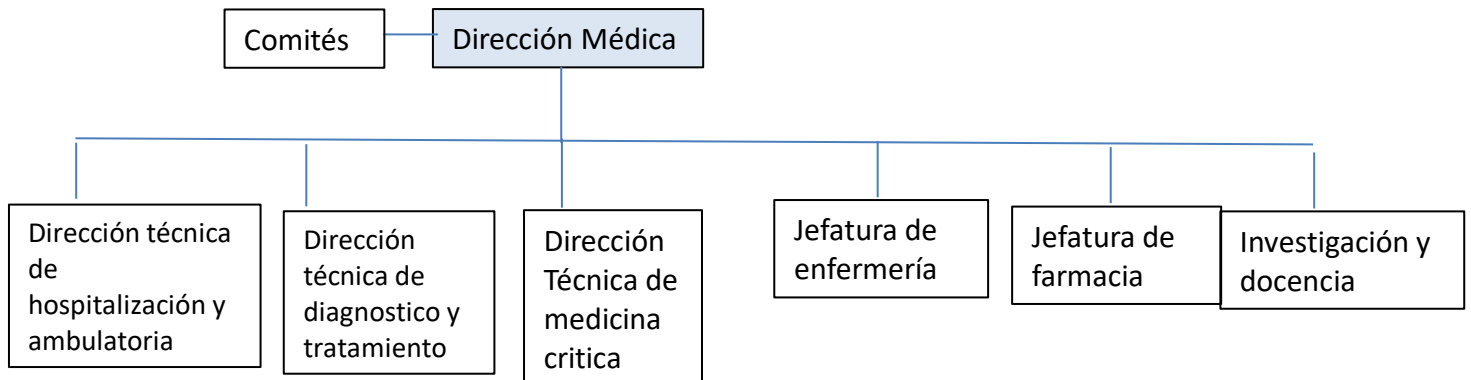 Comités
Dirección Médica
Dirección técnica
de
hospitalización y
ambulatoria
Dirección
técnica de
diagnostico y
tratamiento
Dirección
Técnica de
medicina
critica
Jefatura de
enfermería
Jefatura de
farmacia
Investigación y
docencia